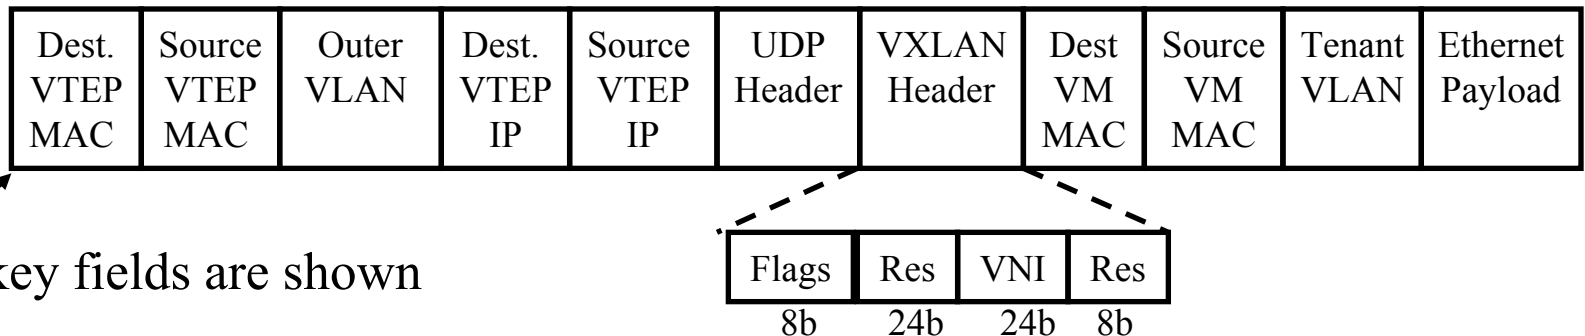 Dest. Source Outer Dest. Source UDP VXLAN Dest Source Tenant Ethernet
VTEP VTEP VLAN VTEP VTEP Header Header VM VM VLAN Payload
MAC MAC IP IP MAC MAC
key fields are shown
Flags Res VNI Res
8b 24b 24b 8b